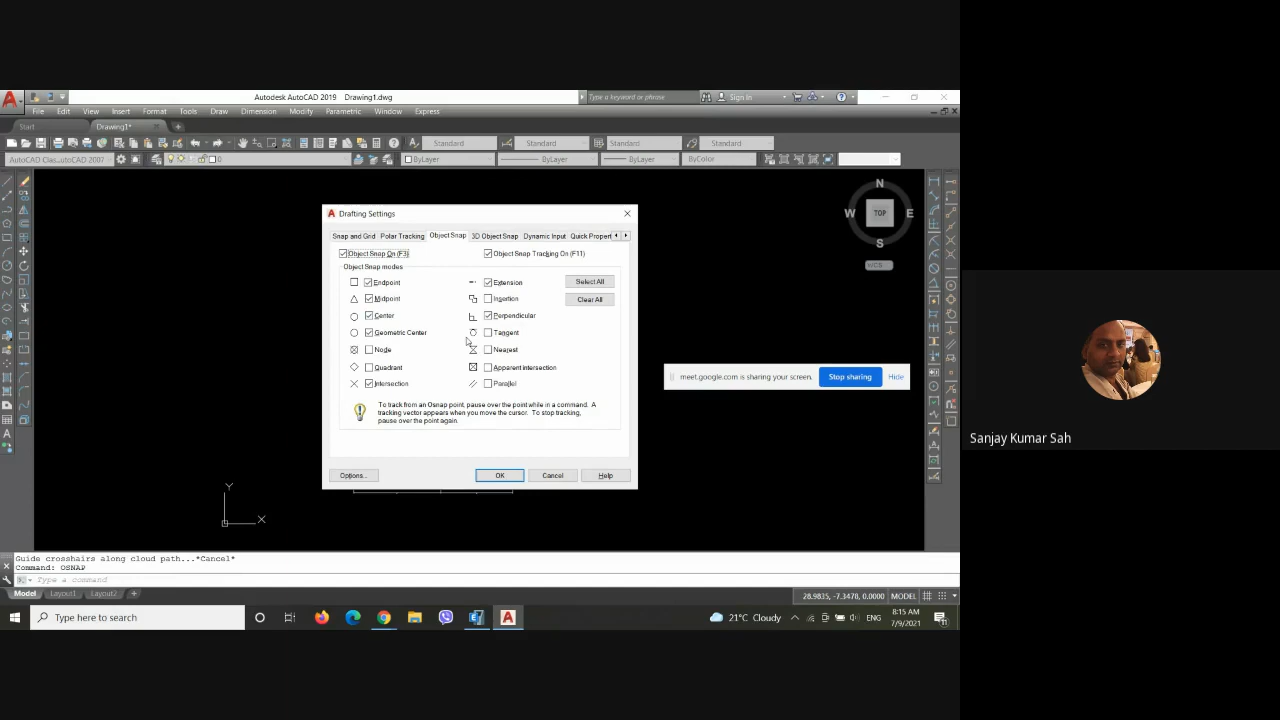 Autodesk AutoCAD 2019 Drawing1.dwg
Type a keyword or phrase
Sign In
File Edit View Insert Format Tools Draw Dimension Modify Parametric Window Express
Start
Drawing1*
Standard
Standard
Standard
Standard
AutoCAD Clas...utoCAD 2007
0
ByLayer
ByLayer
ByLayer
ByColor
N
W
TOP
E
S
WCS
Drafting Settings
Snap and Grid
Polar Tracking
Object Snap
3D Object Snap
Dynamic Input
Quick Proper
Object Snap On (F3)
Object Snap Tracking On (F11)
Object Snap modes
Endpoint
Extension
Select All
Midpoint
Insertion
Clear All
Center
Perpendicular
Geometric Center
Tangent
Node
Nearest
Quadrant
Apparent intersection
Intersection
Parallel
To track from an Osnap point, pause over the point while in a command. A
tracking vector appears when you move the cursor. To stop tracking,
pause over the point again.
Options...
OK
Cancel
Help
meet.google.com is sharing your screen.
Stop sharing
Hide
Sanjay Kumar Sah
Y
X
Guide crosshairs along cloud path...*Cancel*
Command: OSNAP
Type a command
Model
Layout1
Layout2
28.9835, -7.3478, 0.0000
MODEL
Type here to search
21°C Cloudy
ENG
8:15 AM
7/9/2021